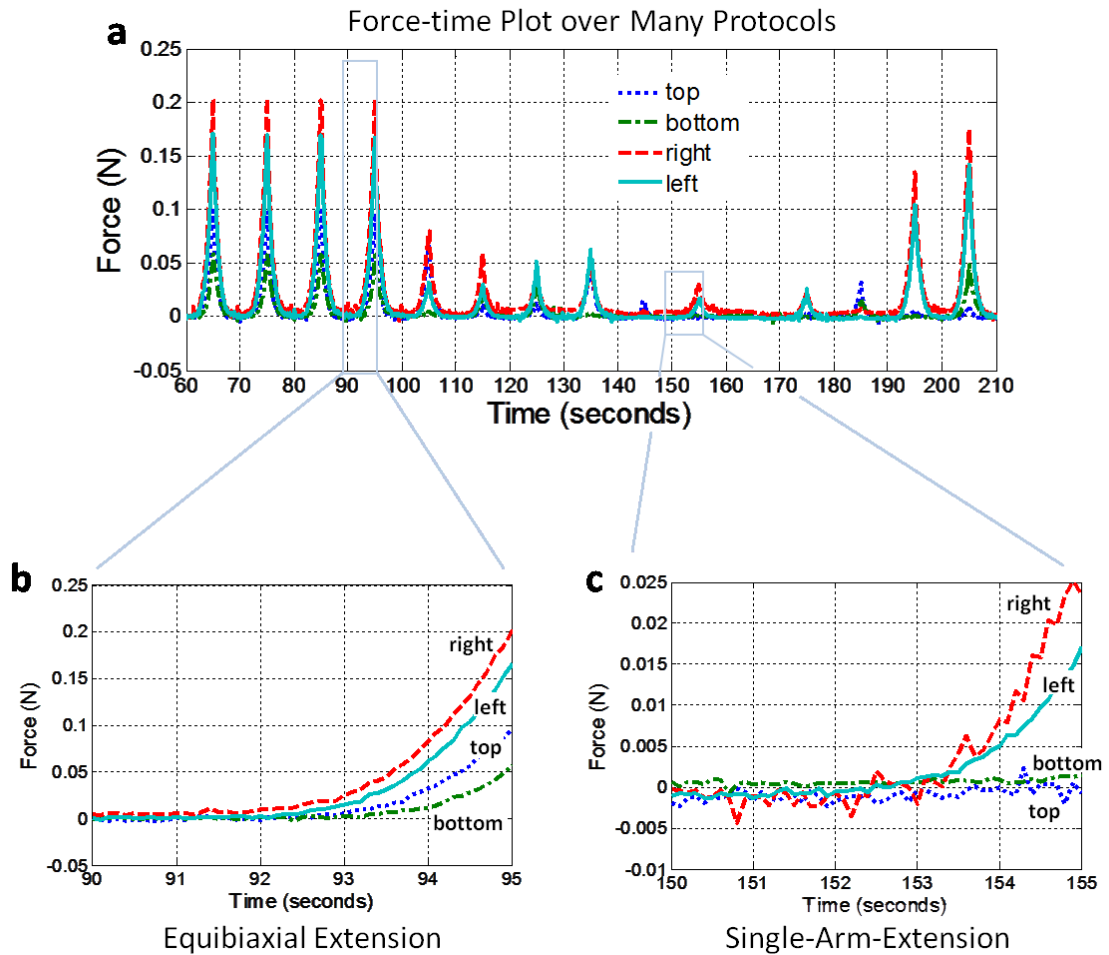 Force-time Plot over Many Protocols
a
0.25
0.2
0.15
0.1
0.05
0
-0.05
Force (N)
top
bottom
right
left
60 70 80 90 100 110 120 130 140 150 160 170 180 190 200 210
Time (seconds)
b
0.25
0.2
0.15
0.1
0.05
0
-0.05
Force (N)
right
left
top
bottom
90 91 92 93 94 95
Time (seconds)
Equibiaxial Extension
c
0.025
0.02
0.015
0.01
0.005
0
-0.005
-0.01
Force (N)
right
left
bottom
top
150 151 152 153 154 155
Time (seconds)
Single-Arm-Extension